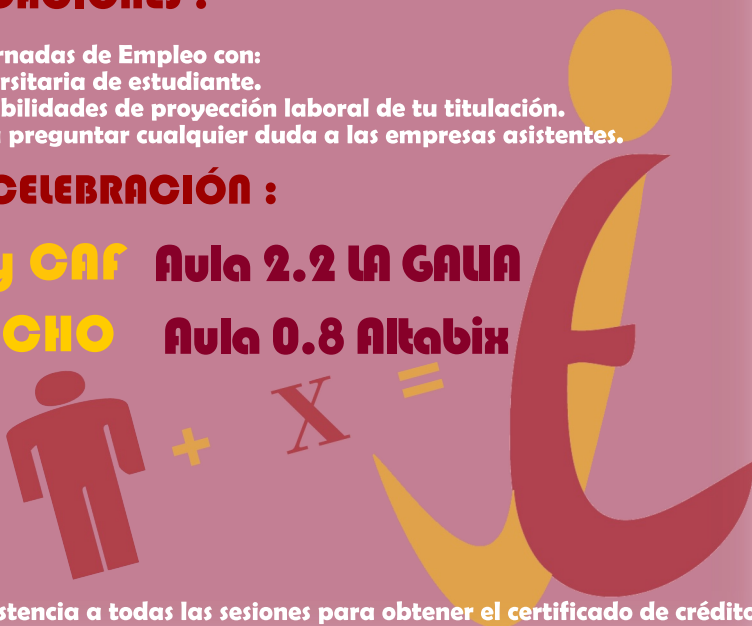 rnadas de Empleo con:
rsitaria de estudiante.
bilidades de proyección laboral de tu titulación.
preguntar cualquier duda a las empresas asistentes.
CELEBRACIÓN :
y CAF Aula 2.2 LA GALIA
CHO Aula 0.8 Altabix
+ X =
stencia a todas las sesiones para obtener el certificado de crédito